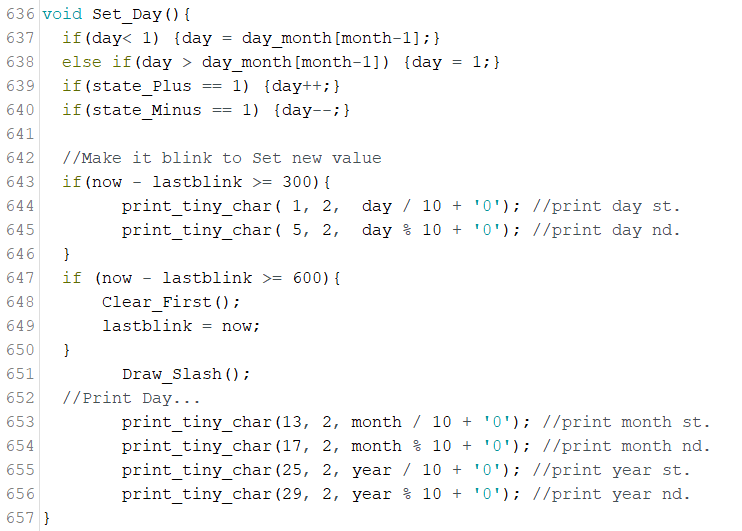 636 void Set_Day(){
637   if(day< 1) {day = day_month[month-1];}
638   else if(day > day_month[month-1]) {day = 1;}
639   if(state_Plus == 1) {day++;}
640   if(state_Minus == 1) {day--;}
641
642   //Make it blink to Set new value
643   if(now - lastblink >= 300){
644         print_tiny_char( 1, 2,  day / 10 + '0'); //print day st.
645         print_tiny_char( 5, 2,  day % 10 + '0'); //print day nd.
646   }
647   if (now - lastblink >= 600){
648       Clear_First();
649       lastblink = now;
650   }
651         Draw_Slash();
652   //Print Day...
653         print_tiny_char(13, 2, month / 10 + '0'); //print month st.
654         print_tiny_char(17, 2, month % 10 + '0'); //print month nd.
655         print_tiny_char(25, 2, year / 10 + '0'); //print year st.
656         print_tiny_char(29, 2, year % 10 + '0'); //print year nd.
657 }